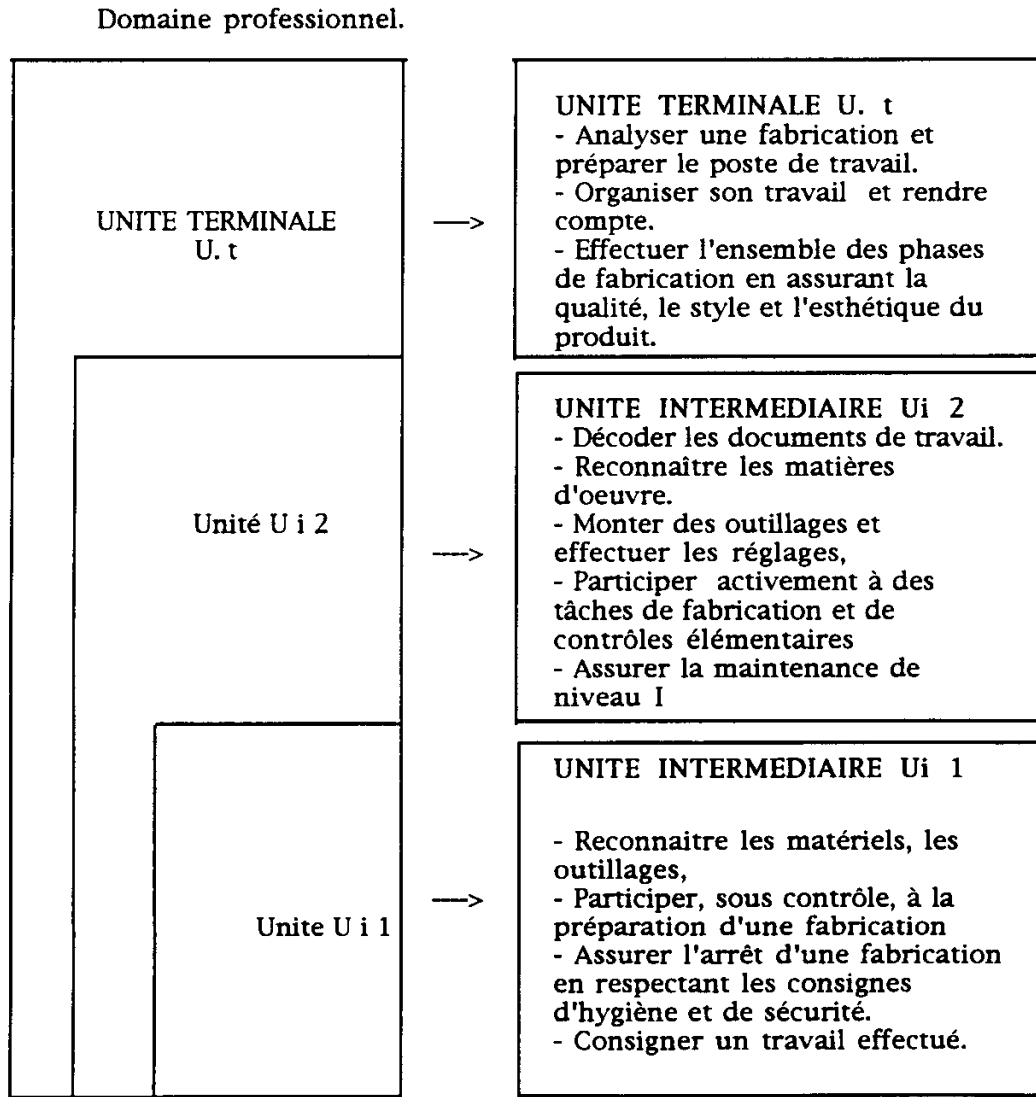 Domaine professionnel.
UNITE TERMINALE
U. t
—>
UNITE TERMINALE U. t
- Analyser une fabrication et
préparer le poste de travail.
- Organiser son travail et rendre
compte.
- Effectuer l'ensemble des phases
de fabrication en assurant la
qualité, le style et l'esthétique du
produit.
Unité U i 2
—>
UNITE INTERMEDIAIRE Ui 2
- Décoder les documents de travail.
- Reconnaître les matières
d'oeuvre.
- Monter des outillages et
effectuer les réglages,
- Participer activement à des
tâches de fabrication et de
contrôles élémentaires
- Assurer la maintenance de
niveau I
Unite U i 1
—>
UNITE INTERMEDIAIRE Ui 1
- Reconnaitre les matériels, les
outillages,
- Participer, sous contrôle, à la
préparation d'une fabrication
- Assurer l'arrêt d'une fabrication
en respectant les consignes
d'hygiène et de sécurité.
- Consigner un travail effectué.